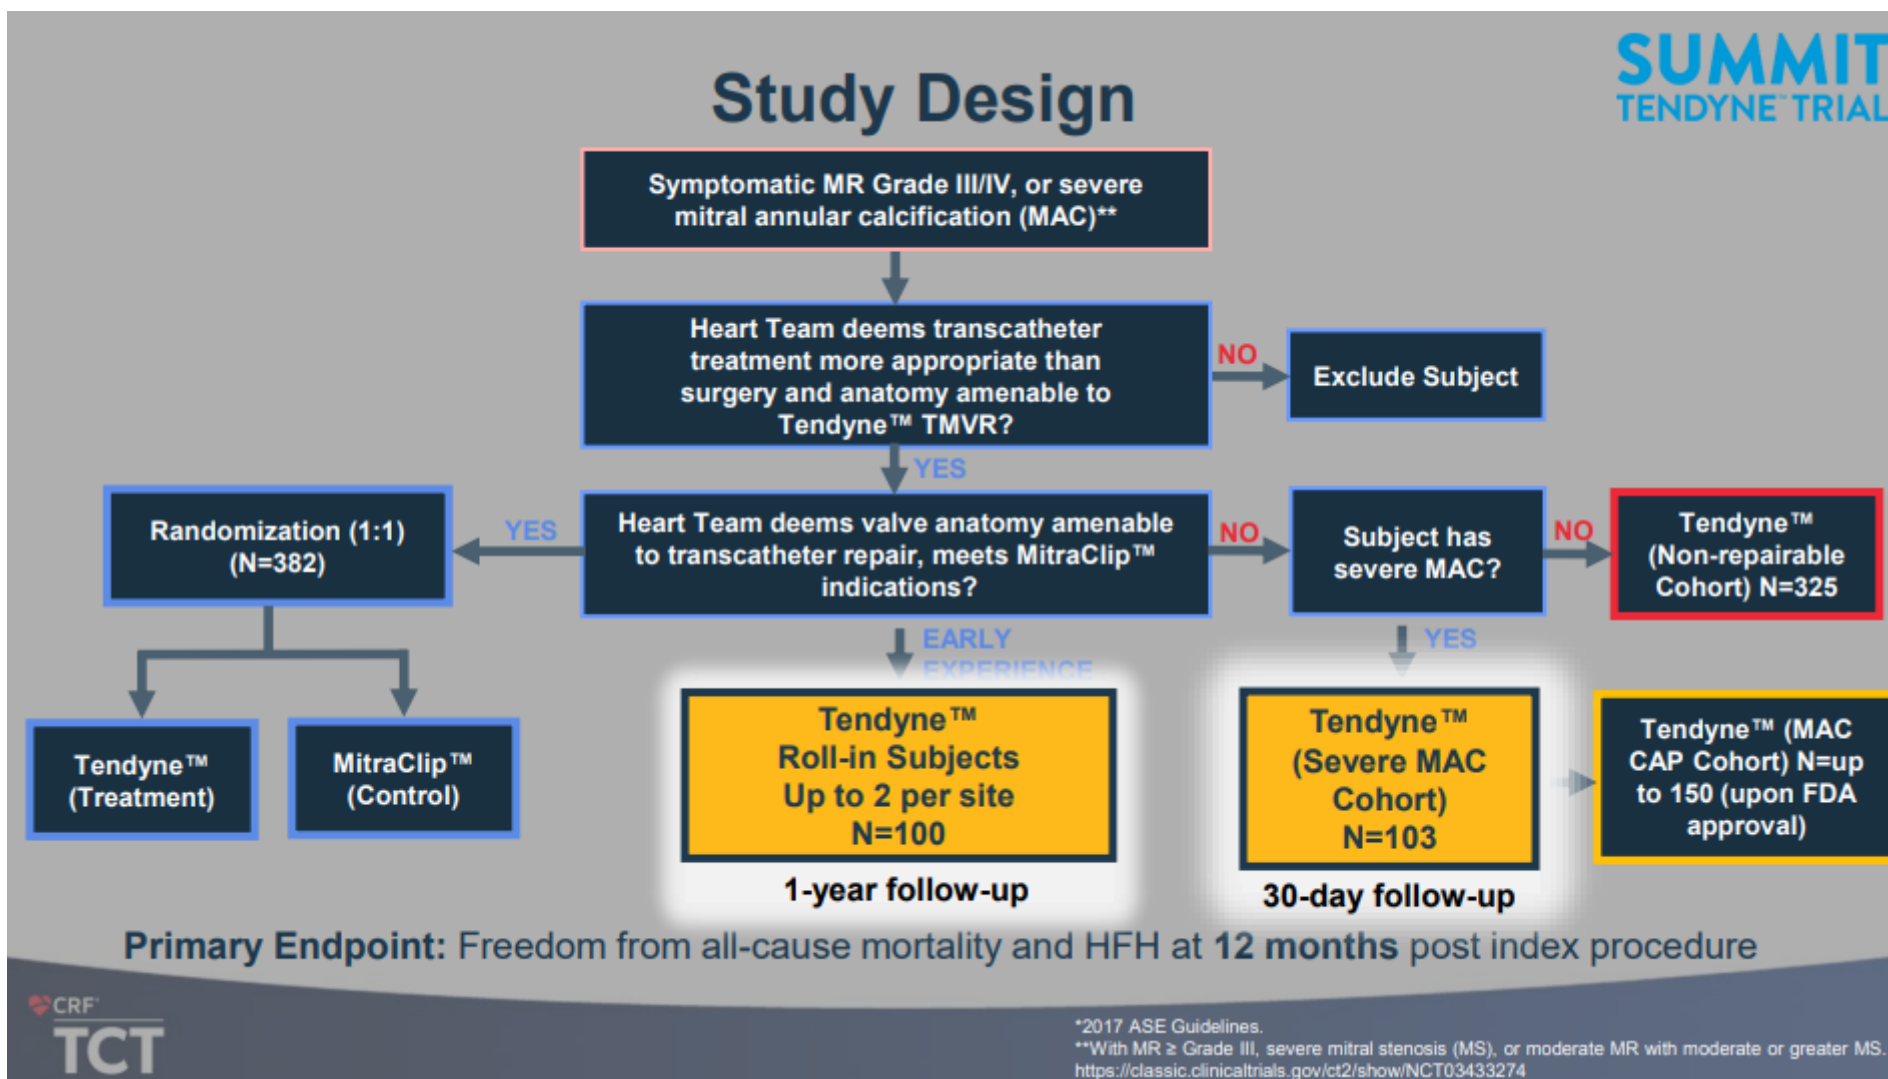 SUMMIT
TENDYNE™ TRIAL
Study Design
Symptomatic MR Grade III/IV, or severe
mitral annular calcification (MAC)**
Heart Team deems transcatheter
treatment more appropriate than
surgery and anatomy amenable to
Tendyne™ TMVR?
NO
Exclude Subject
YES
Randomization (1:1)
(N=382)
YES
Heart Team deems valve anatomy amenable
to transcatheter repair, meets MitraClip™
indications?
NO
Subject has
severe MAC?
NO
Tendyne™
(Non-repairable
Cohort) N=325
EARLY
EXPERIENCE
YES
Tendyne™
(Treatment)
MitraClip™
(Control)
Tendyne™
Roll-in Subjects
Up to 2 per site
N=100
1-year follow-up
Tendyne™
(Severe MAC
Cohort)
N=103
30-day follow-up
Tendyne™ (MAC
CAP Cohort) N=up
to 150 (upon FDA
approval)
Primary Endpoint: Freedom from all-cause mortality and HFH at 12 months post index procedure
CRF®
TCT
*2017 ASE Guidelines.
**With MR ≥ Grade III, severe mitral stenosis (MS), or moderate MR with moderate or greater MS.
https://classic.clinicaltrials.gov/ct2/show/NCT03433274